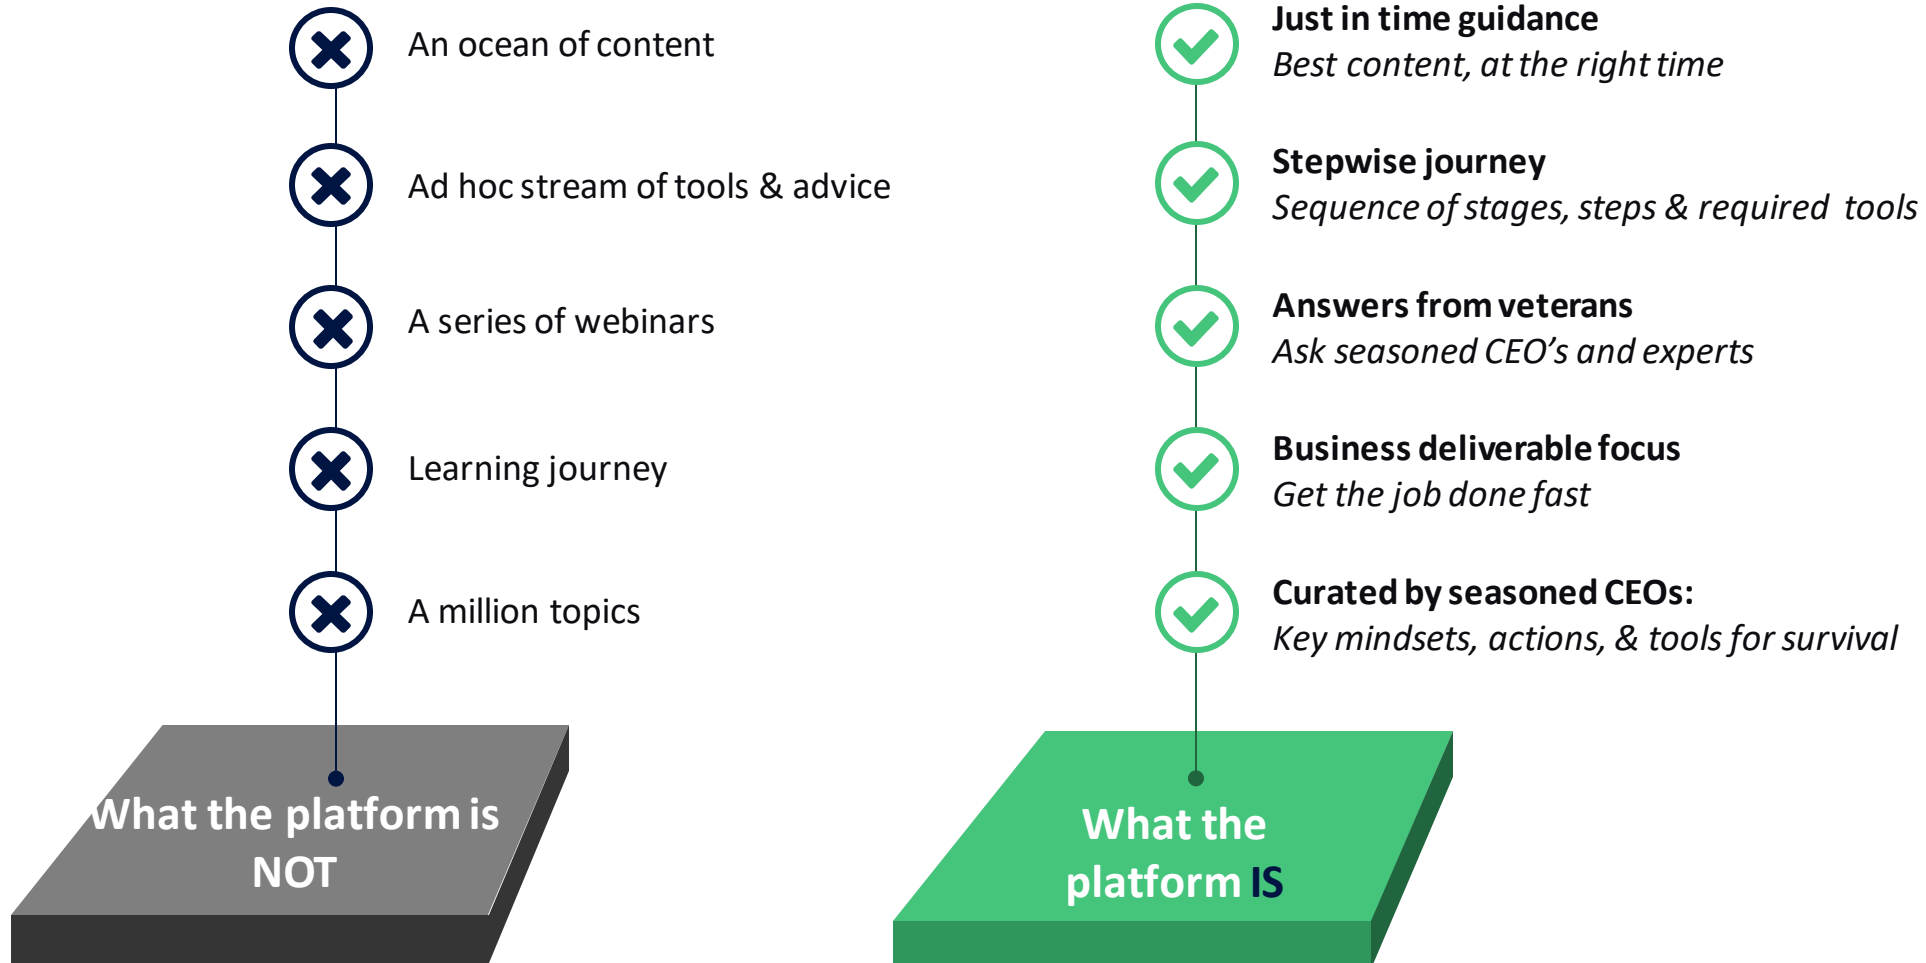 An ocean of content
Ad hoc stream of tools & advice
A series of webinars
Learning journey
A million topics
What the platform is
NOT
Just in time guidance
Best content, at the right time
Stepwise journey
Sequence of stages, steps & required tools
Answers from veterans
Ask seasoned CEO’s and experts
Business deliverable focus
Get the job done fast
Curated by seasoned CEOs:
Key mindsets, actions, & tools for survival
What the
platform IS